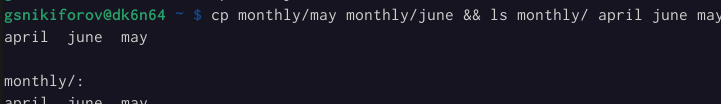 gsnikiforov@dk6n64 ~ $ cp monthly/may monthly/june && ls monthly/ april june may
april  june  may

monthly/:
april  june  may